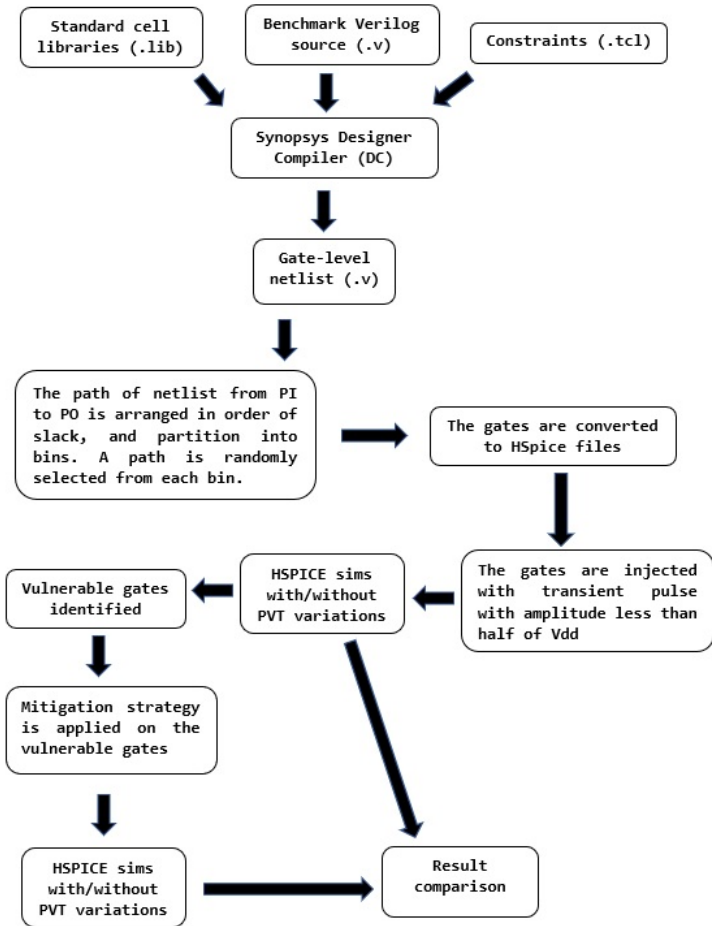 Standard cell
libraries (.lib)
Benchmark Verilog
source (.v)
Constraints (.tcl)
Synopsys Designer
Compiler (DC)
Gate-level
netlist (.v)
The path of netlist from PI
to PO is arranged in order of
slack, and partition into
bins. A path is randomly
selected from each bin.
The gates are converted
to HSpice files
The gates are injected
with transient pulse
with amplitude less than
half of Vdd
HSPICE sims
with/without
PVT variations
Vulnerable gates
identified
Mitigation strategy
is applied on the
vulnerable gates
HSPICE sims
with/without
PVT variations
Result
comparison